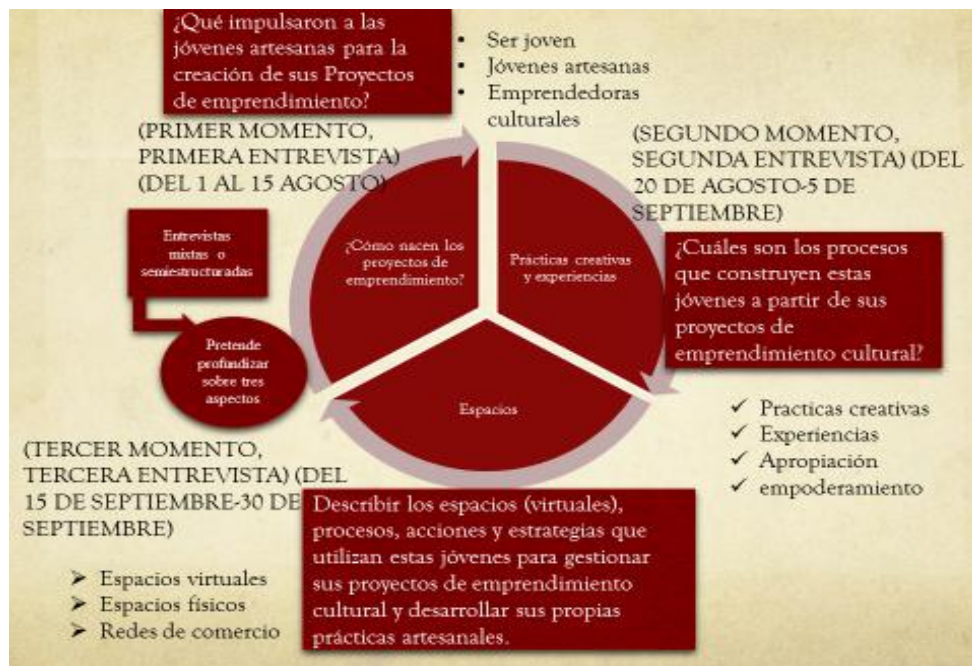 ¿Qué impulsaron a las
jóvenes artesanas para la
creación de sus Proyectos
de emprendimiento?
• Ser joven
• Jóvenes artesanas
• Emprendedoras
culturales
(PRIMER MOMENTO,
PRIMERA ENTREVISTA)
(DEL 1 AL 15 AGOSTO)
(SEGUNDO MOMENTO,
SEGUNDA ENTREVISTA) (DEL
20 DE AGOSTO-5 DE
SEPTIEMBRE)
Entrevistas
mixtas o
semiestructuradas
Pretende
profundizar
sobre tres
aspectos
¿Cómo nacen los
proyectos de
emprendimiento?
Prácticas creativas
y experiencias
Espacios
¿Cuáles son los procesos
que construyen estas
jóvenes a partir de sus
proyectos de
emprendimiento cultural?
✓ Practicas creativas
✓ Experiencias
✓ Apropiación
✓ empoderamiento
(TERCER MOMENTO,
TERCERA ENTREVISTA) (DEL
15 DE SEPTIEMBRE-30 DE
SEPTIEMBRE)
➤ Espacios virtuales
➤ Espacios físicos
➤ Redes de comercio
Describir los espacios (virtuales),
procesos, acciones y estrategias que
utilizan estas jóvenes para gestionar
sus proyectos de emprendimiento
cultural y desarrollar sus propias
prácticas artesanales.